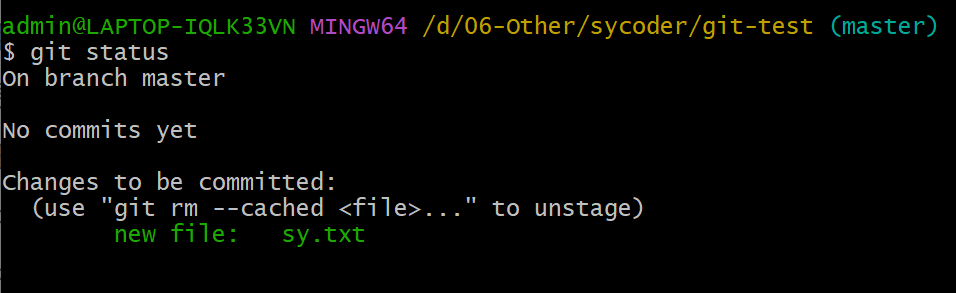 admin@LAPTOP-IQLK33VN MINGW64 /d/06-Other/sycoder/git-test (master)
$ git status
On branch master
No commits yet
Changes to be committed:
  (use "git rm --cached <file>..." to unstage)
        new file:   sy.txt